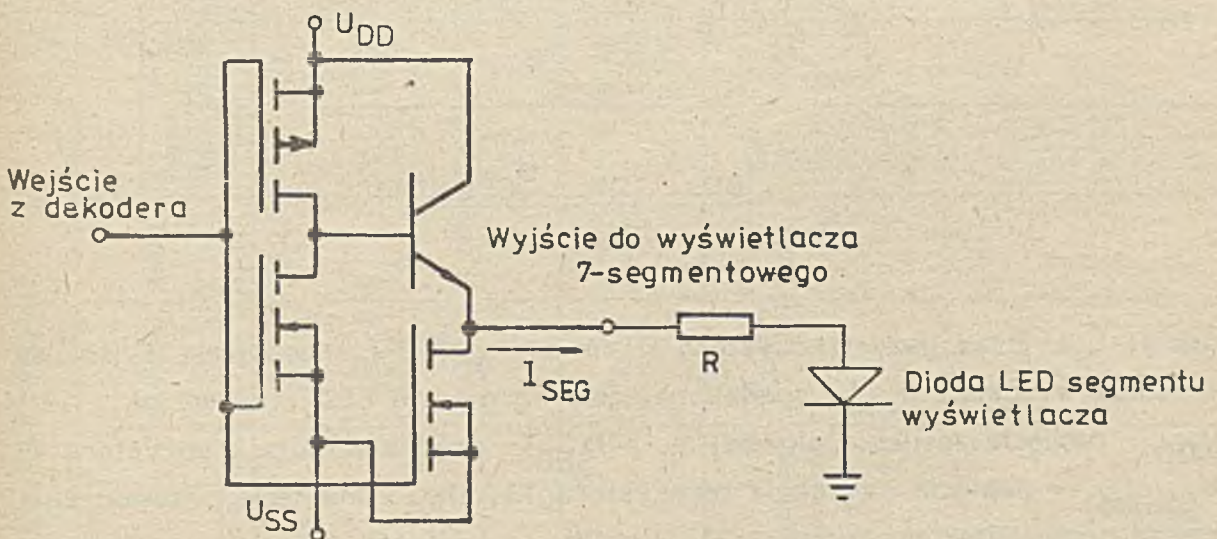 U_DD
Wejście
z dekodera
Wyjście do wyświetlacza
7-segmentowego
I_SEG
R
Dioda LED segmentu
wyświetlacza
U_SS